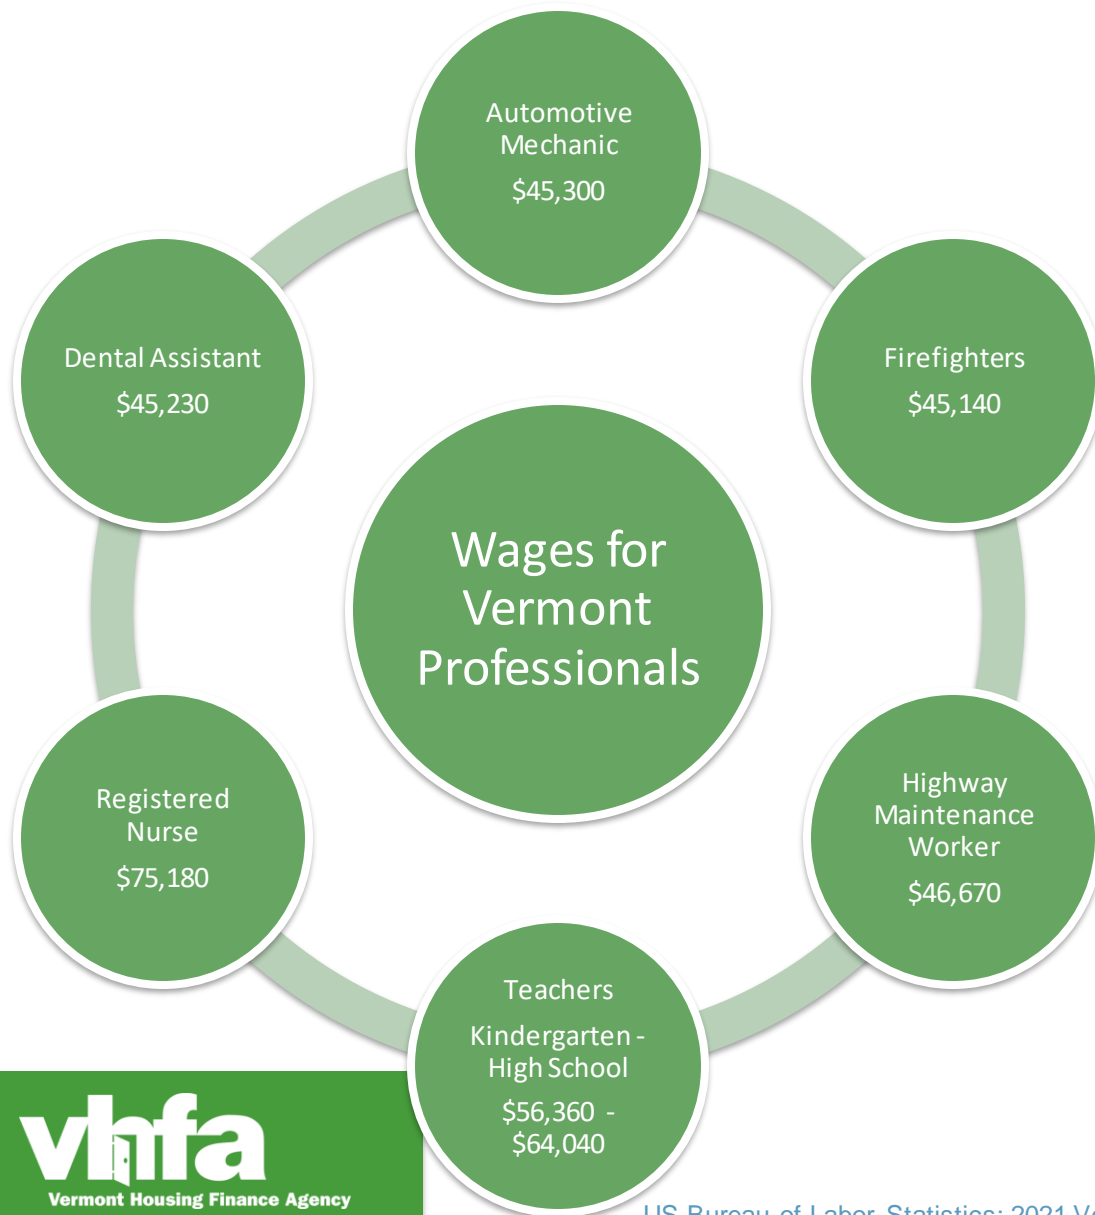 Automotive
Mechanic
$45,300
Dental Assistant
$45,230
Firefighters
$45,140
Wages for
Vermont
Professionals
Registered
Nurse
$75,180
Highway
Maintenance
Worker
$46,670
Teachers
Kindergarten -
High School
$56,360 -
$64,040
vhfa
Vermont Housing Finance Agency
US Bureau of Labor Statistics: 2021